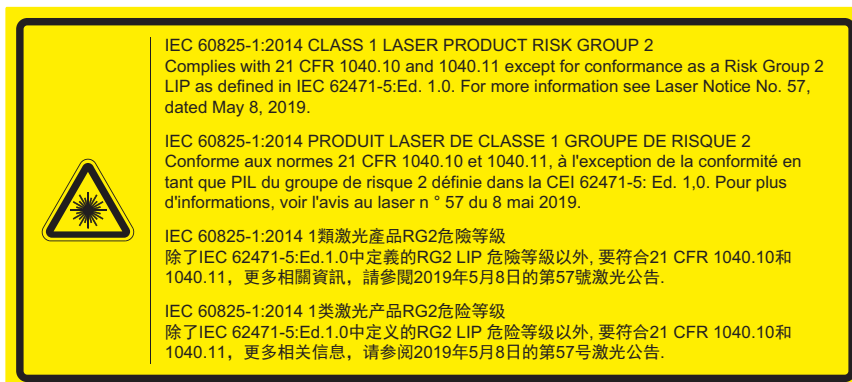 IEC 60825-1:2014 CLASS 1 LASER PRODUCT RISK GROUP 2
Complies with 21 CFR 1040.10 and 1040.11 except for conformance as a Risk Group 2
LIP as defined in IEC 62471-5:Ed. 1.0. For more information see Laser Notice No. 57,
dated May 8, 2019.
IEC 60825-1:2014 PRODUIT LASER DE CLASSE 1 GROUPE DE RISQUE 2
Conforme aux normes 21 CFR 1040.10 et 1040.11, à l'exception de la conformité en
tant que PIL du groupe de risque 2 définie dans la CEI 62471-5: Ed. 1,0. Pour plus
d'informations, voir l'avis au laser n ° 57 du 8 mai 2019.
IEC 60825-1:2014 1類激光產品RG2危險等級
除了IEC 62471-5:Ed.1.0中定義的RG2 LIP 危險等級以外, 要符合21 CFR 1040.10和
1040.11，更多相關資訊，請參閱2019年5月8日的第57號激光公告.
IEC 60825-1:2014 1类激光产品RG2危险等级
除了IEC 62471-5:Ed.1.0中定义的RG2 LIP 危险等级以外, 要符合21 CFR 1040.10和
1040.11，更多相关信息，请参阅2019年5月8日的第57号激光公告.